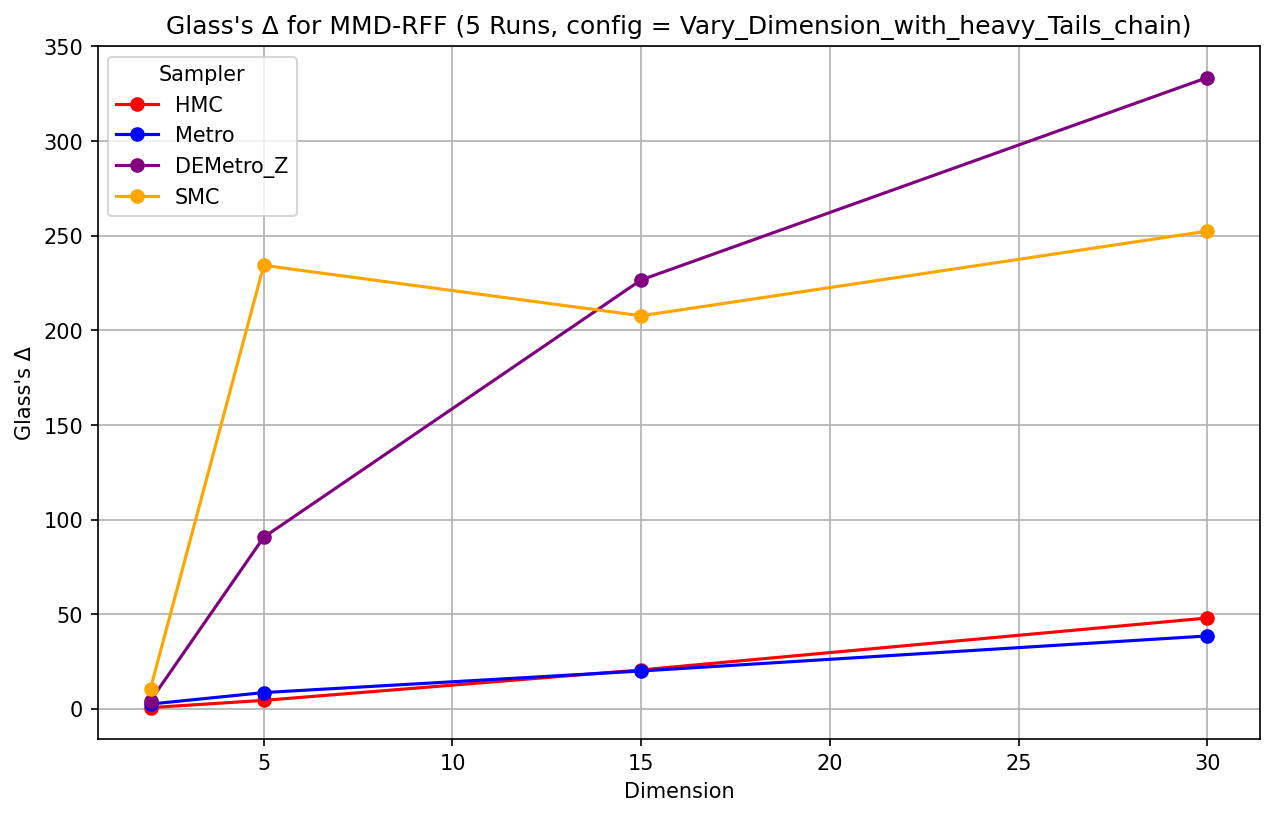 Glass's Δ for MMD-RFF (5 Runs, config = Vary_Dimension_with_heavy_Tails_chain)
350
300
250
200
150
100
50
0
Glass's Δ
Sampler
HMC
Metro
DEMetro_Z
SMC
5 10 15 20 25 30
Dimension